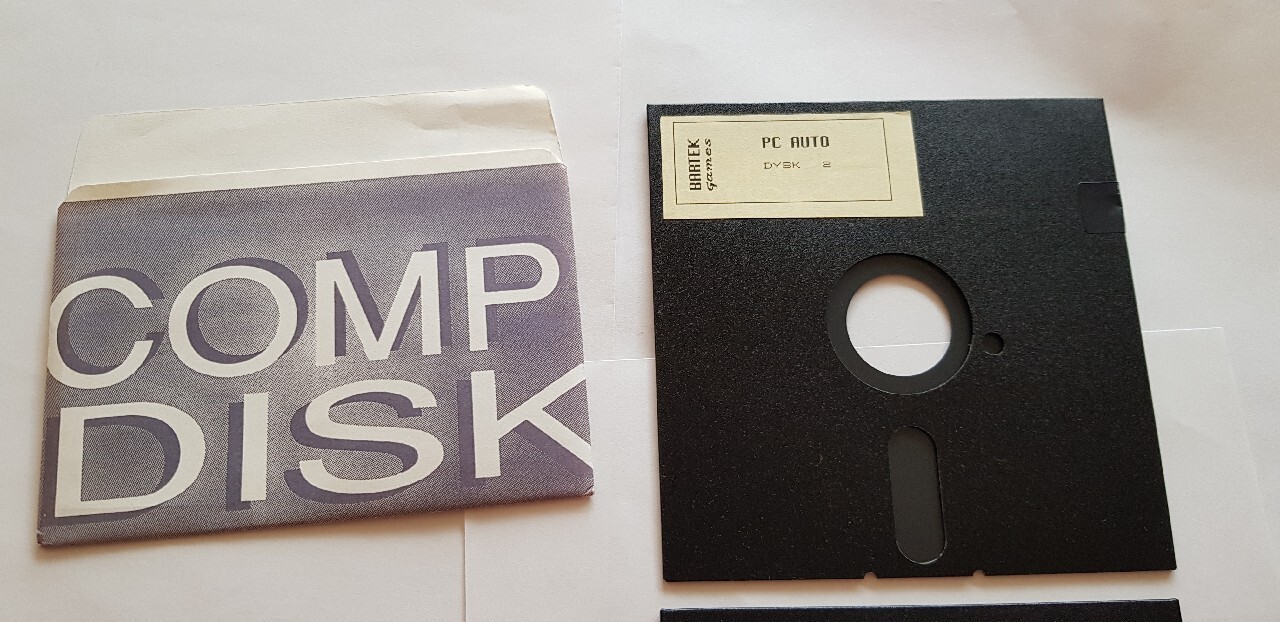 COMP
DISK
BARTEK
games
PC AUTO
DYSK 2